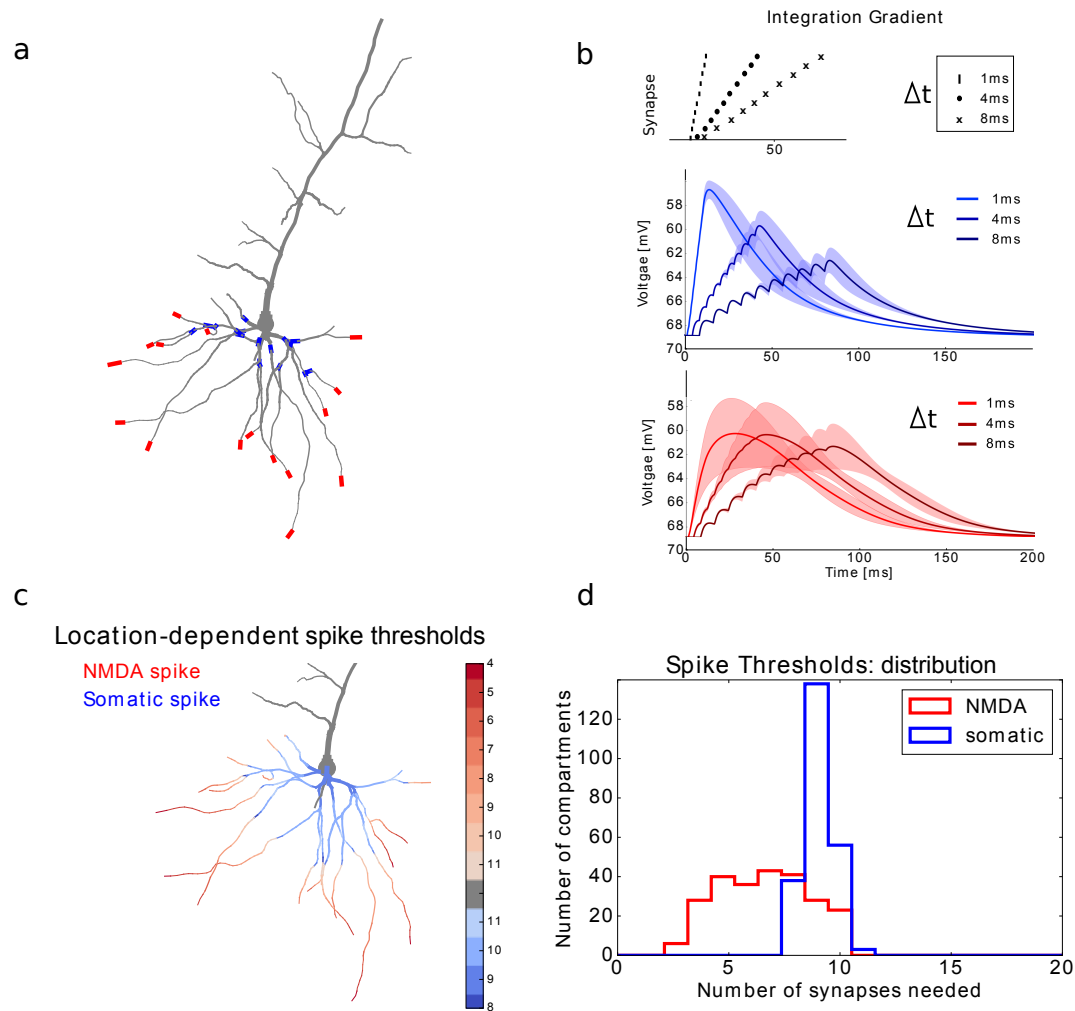 a
b
Integration Gradient
Synapse
50
Δt
1ms
4ms
8ms
Voltgae [mV]
58
60
62
64
66
68
70
0
50
100
150
Δt
1ms
4ms
8ms
Voltgae [mV]
58
60
62
64
66
68
70
0
50
100
150
200
Time [ms]
Δt
1ms
4ms
8ms
c
Location-dependent spike thresholds
NMDA spike
Somatic spike
4
5
6
7
8
9
10
11
12
11
10
9
8
d
Spike Thresholds: distribution
NMDA
somatic
Number of compartments
120
100
80
60
40
20
0
0
5
10
15
20
Number of synapses needed